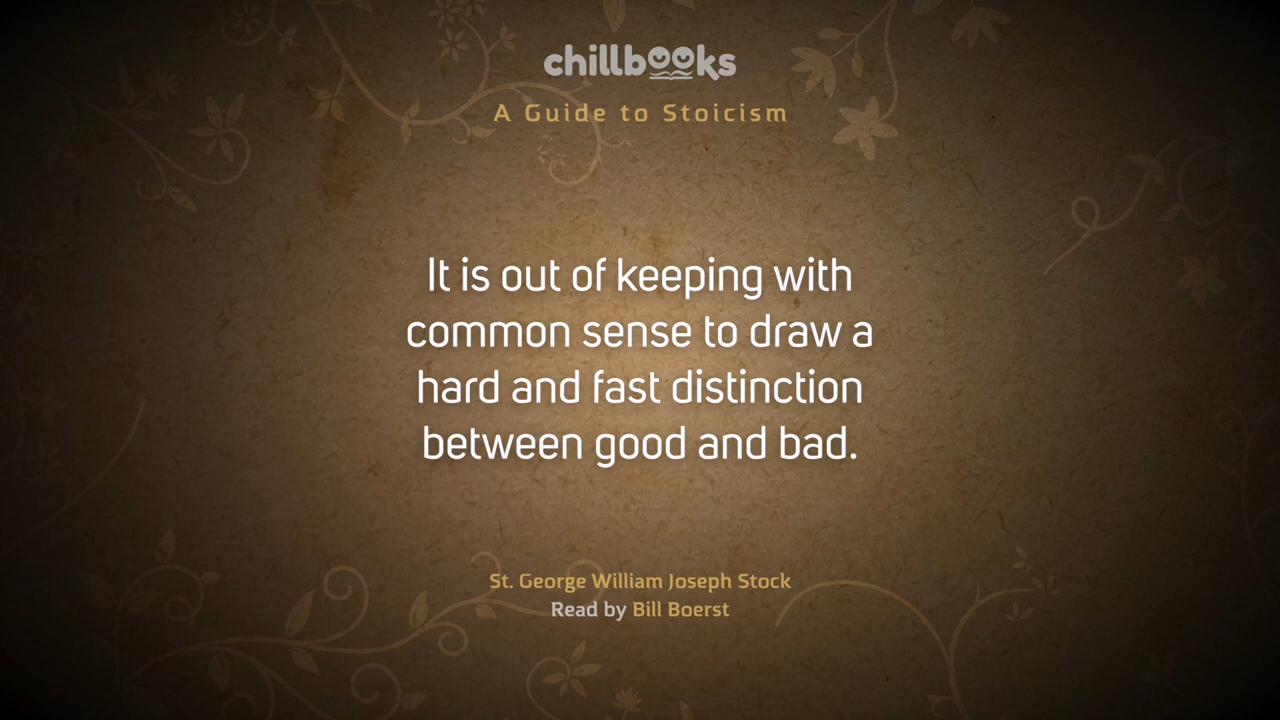 chillbooks
A Guide to Stoicism
It is out of keeping with
common sense to draw a
hard and fast distinction
between good and bad.
St. George William Joseph Stock
Read by Bill Boerst